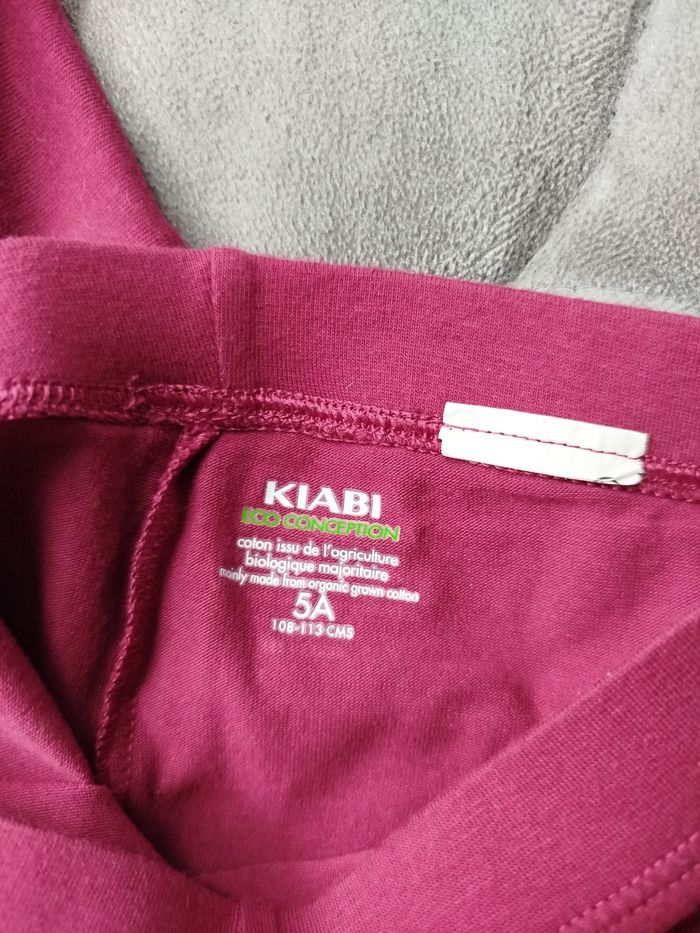 KIABI
ECO CONCEPTION
coton issu de l'agriculture
biologique majoritaire
mainly made from organic grown cotton
5A
108-113 CMS